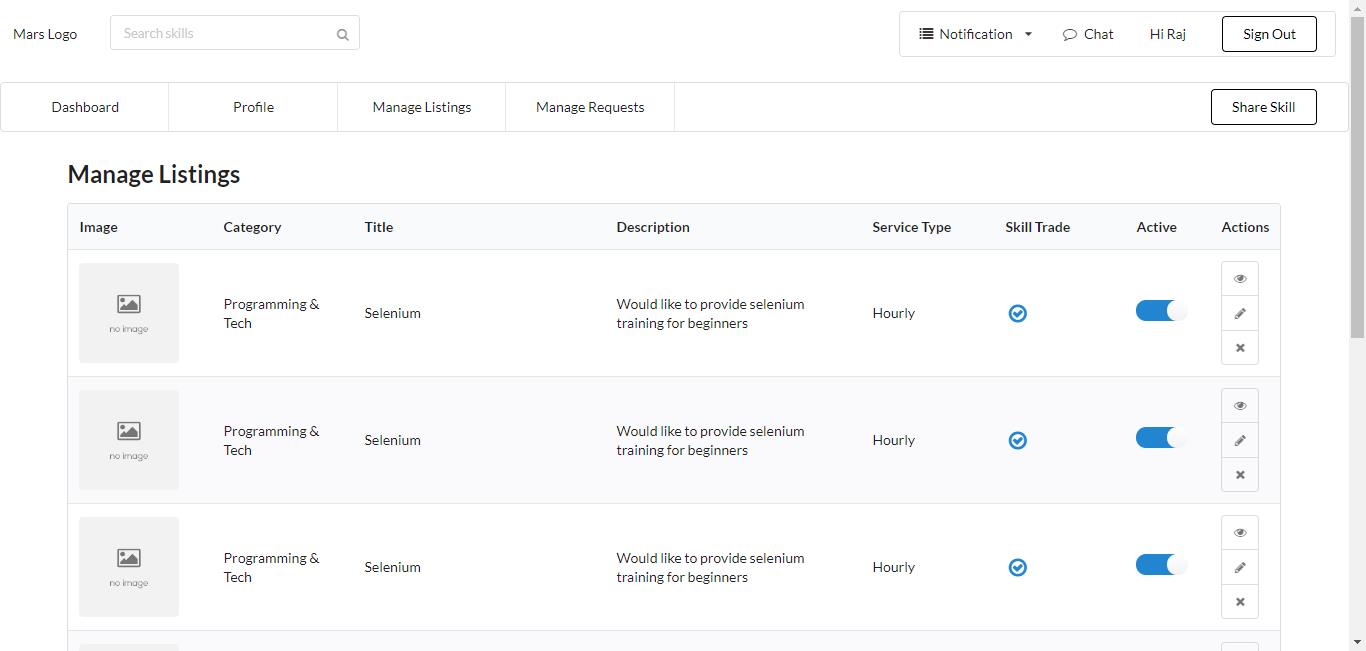 Mars Logo
Search skills
Notification
Chat
Hi Raj
Sign Out
Dashboard
Profile
Manage Listings
Manage Requests
Share Skill
Manage Listings
Image Category Title Description Service Type Skill Trade Active Actions
no image
Programming &
Tech
Selenium
Would like to provide selenium
training for beginners
Hourly
no image
Programming &
Tech
Selenium
Would like to provide selenium
training for beginners
Hourly
no image
Programming &
Tech
Selenium
Would like to provide selenium
training for beginners
Hourly